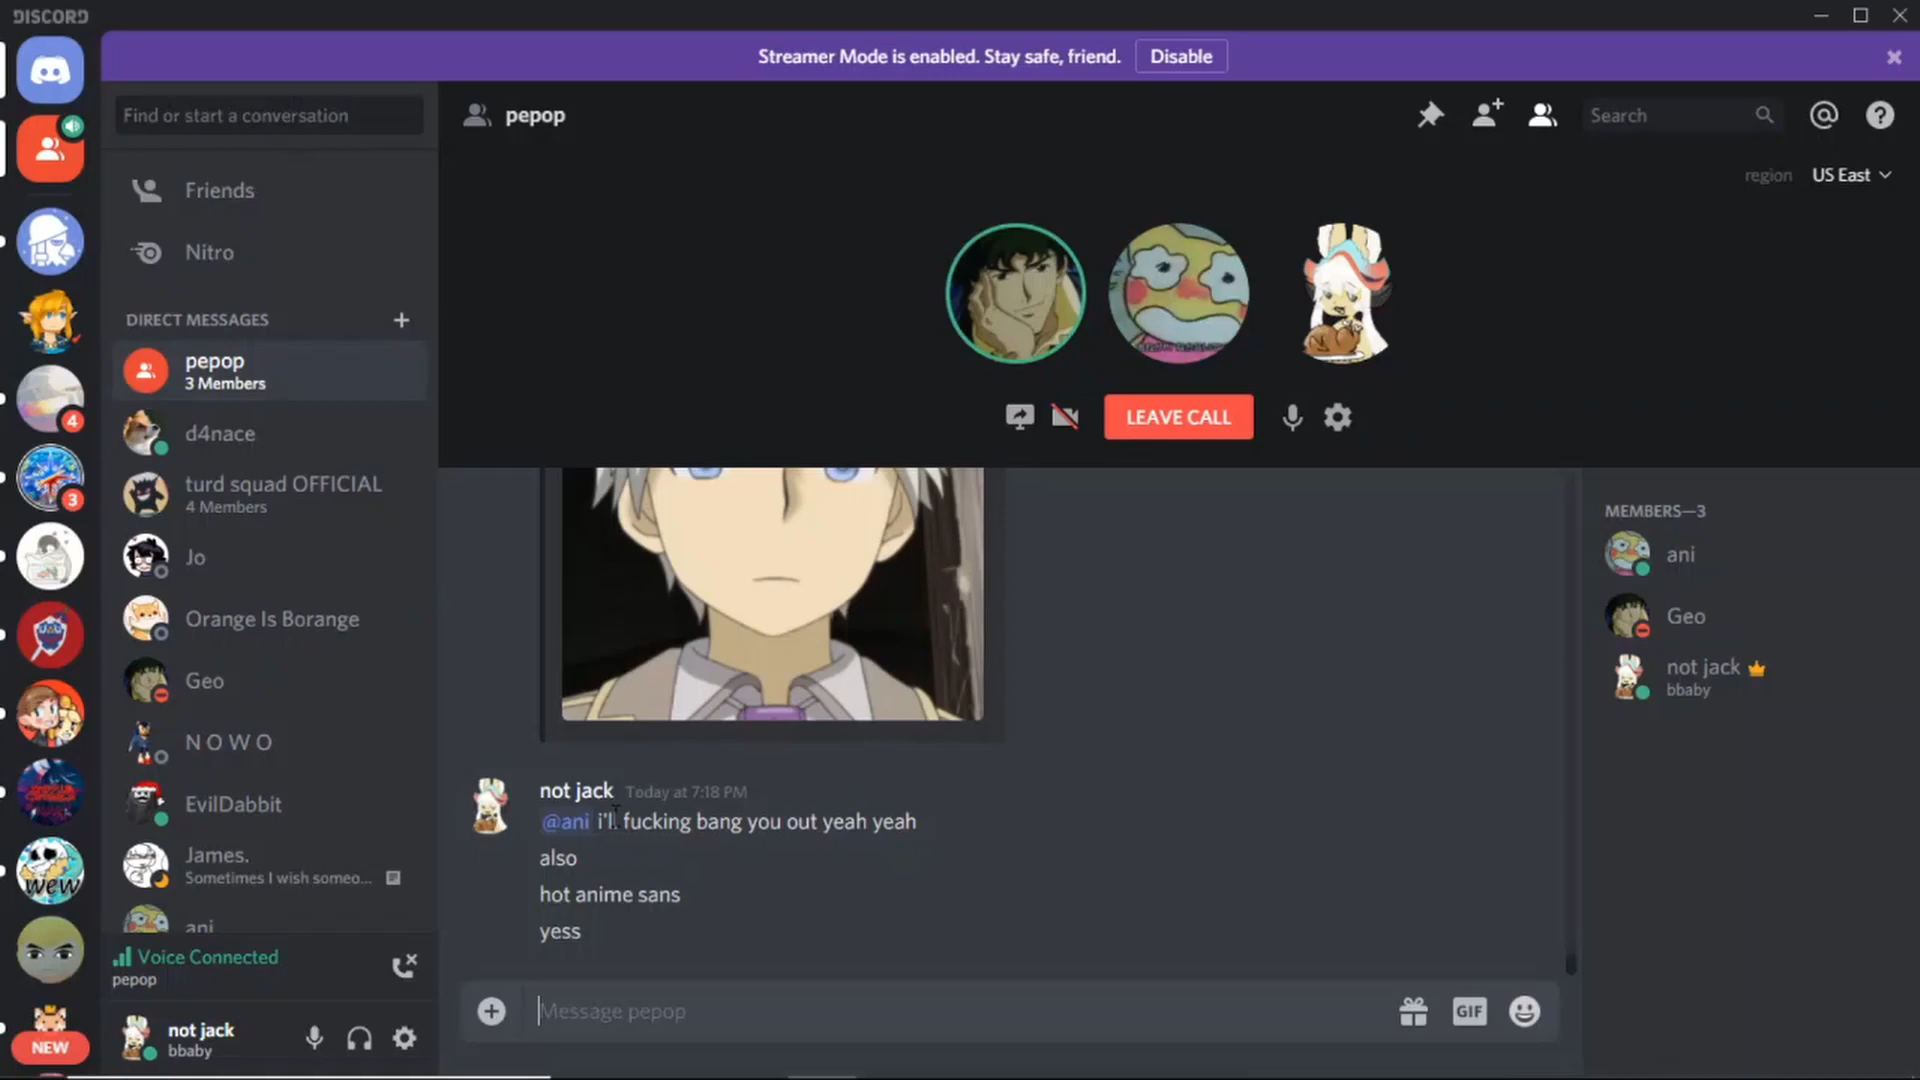 DISCORD
Streamer Mode is enabled. Stay safe, friend.
Disable
Find or start a conversation
pepop
Search
region
US East
Friends
Nitro
DIRECT MESSAGES
pepop
3 Members
d4nace
turd squad OFFICIAL
4 Members
Jo
Orange Is Borange
Geo
N O W O
EvilDabbit
James.
Sometimes I wish someo...
ani
Voice Connected
pepop
not jack
bbaby
4
3
wew
NEW
LEAVE CALL
not jack Today at 7:18 PM
@ani i'll fucking bang you out yeah yeah
also
hot anime sans
yess
Message pepop
GIF
MEMBERS—3
ani
Geo
not jack
bbaby